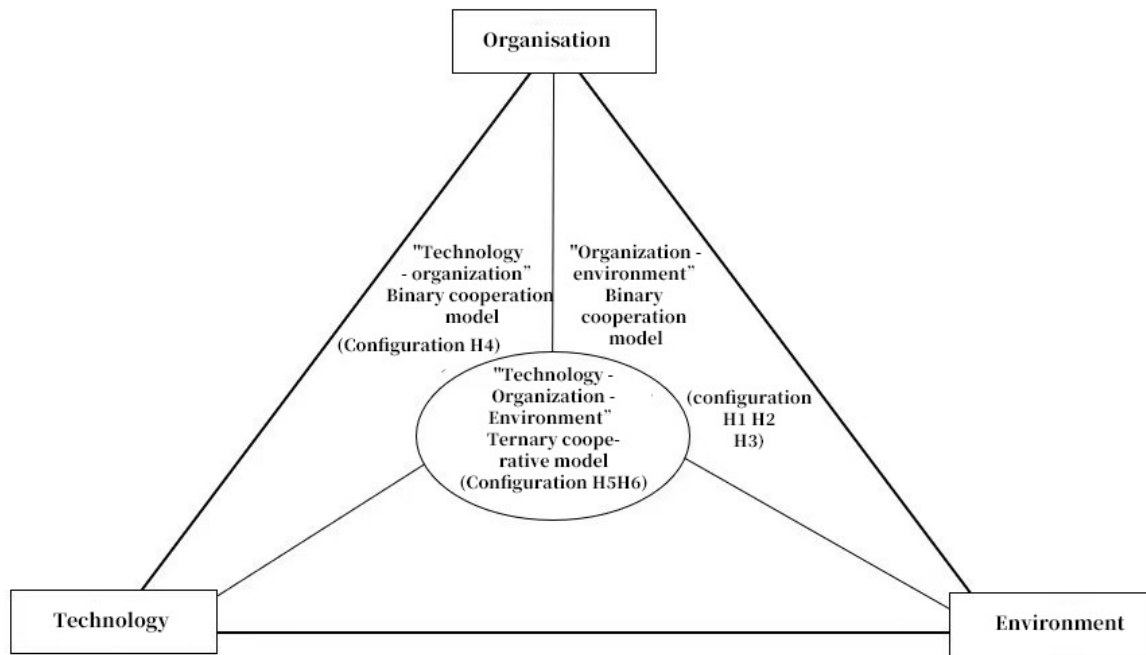 Organisation
"Technology
- organization”
Binary cooperation
model
(Configuration H4)
"Organization -
environment”
Binary
cooperation
model
(configuration
H1 H2
H3)
"Technology -
Organization -
Environment”
Ternary coope-
rative model
(Configuration H5H6)
Technology
Environment